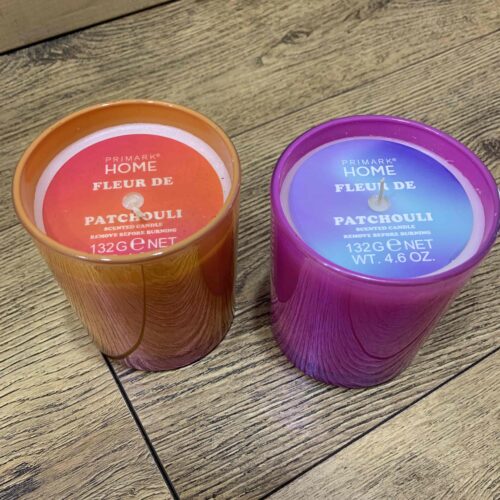 PRIMARK®
HOME
FLEUR DE
PATCHOULI
SCENTED CANDLE
REMOVE BEFORE BURNING
132G℮NET
PRIMARK®
HOME
FLEUR DE
PATCHOULI
SCENTED CANDLE
REMOVE BEFORE BURNING
132G℮NET
WT. 4.6 OZ.